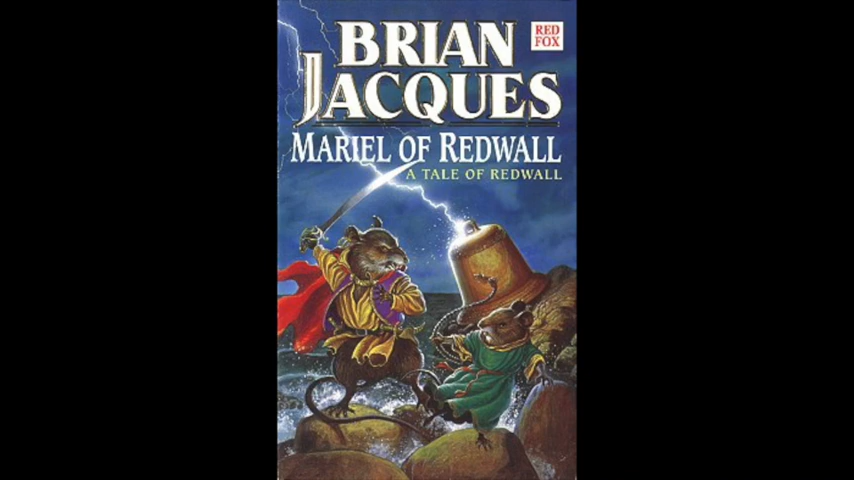 BRIAN
JACQUES
RED
FOX
MARIEL OF REDWALL
A TALE OF REDWALL